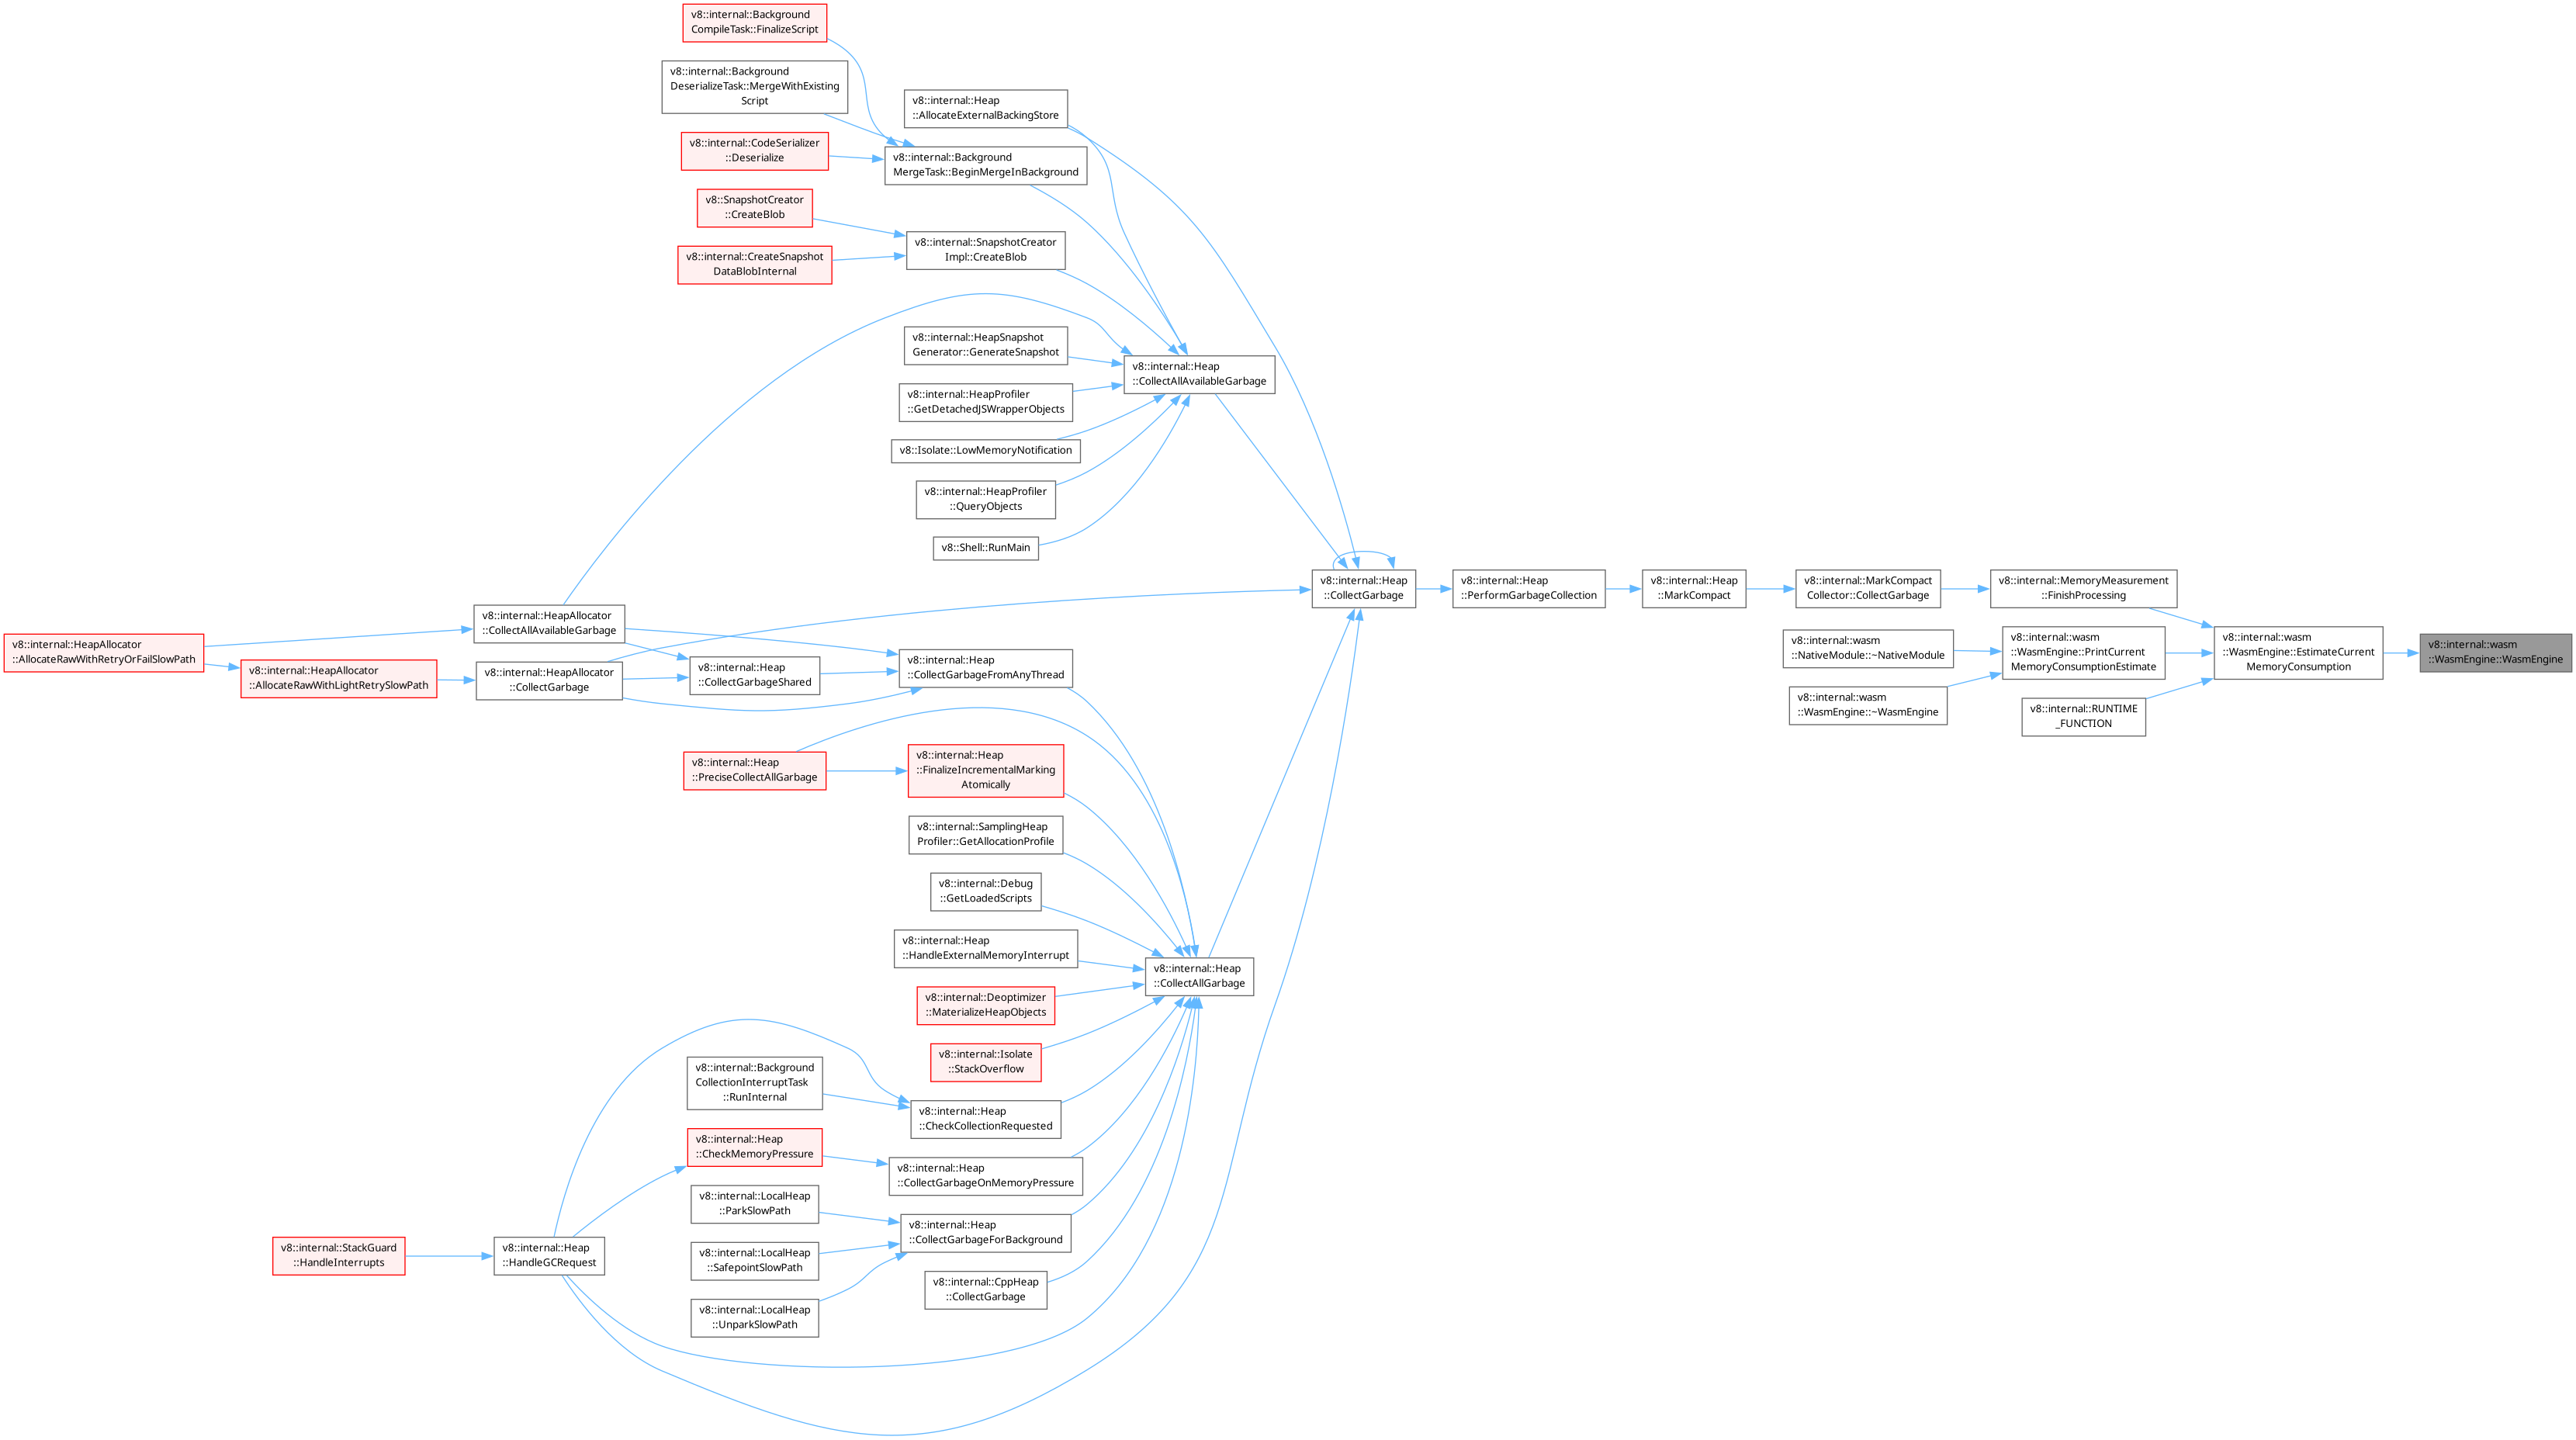 v8::internal::Background
CompileTask::FinalizeScript
v8::internal::Background
DeserializeTask::MergeWithExisting
Script
v8::internal::Heap
::AllocateExternalBackingStore
v8::internal::CodeSerializer
::Deserialize
v8::internal::Background
MergeTask::BeginMergeInBackground
v8::SnapshotCreator
::CreateBlob
v8::internal::CreateSnapshot
DataBlobInternal
v8::internal::SnapshotCreator
Impl::CreateBlob
v8::internal::HeapSnapshot
Generator::GenerateSnapshot
v8::internal::Heap
::CollectAllAvailableGarbage
v8::internal::HeapProfiler
::GetDetachedJSWrapperObjects
v8::Isolate::LowMemoryNotification
v8::internal::HeapProfiler
::QueryObjects
v8::Shell::RunMain
v8::internal::Heap
::CollectGarbage
v8::internal::Heap
::PerformGarbageCollection
v8::internal::Heap
::MarkCompact
v8::internal::MarkCompact
Collector::CollectGarbage
v8::internal::MemoryMeasurement
::FinishProcessing
v8::internal::HeapAllocator
::CollectAllAvailableGarbage
v8::internal::HeapAllocator
::AllocateRawWithRetryOrFailSlowPath
v8::internal::HeapAllocator
::AllocateRawWithLightRetrySlowPath
v8::internal::HeapAllocator
::CollectGarbage
v8::internal::Heap
::CollectGarbageShared
v8::internal::Heap
::CollectGarbageFromAnyThread
v8::internal::wasm
::NativeModule::~NativeModule
v8::internal::wasm
::WasmEngine::PrintCurrent
MemoryConsumptionEstimate
v8::internal::wasm
::WasmEngine::EstimateCurrent
MemoryConsumption
v8::internal::wasm
::WasmEngine::WasmEngine
v8::internal::wasm
::WasmEngine::~WasmEngine
v8::internal::RUNTIME
_FUNCTION
v8::internal::Heap
::PreciseCollectAllGarbage
v8::internal::Heap
::FinalizeIncrementalMarking
Atomically
v8::internal::SamplingHeap
Profiler::GetAllocationProfile
v8::internal::Debug
::GetLoadedScripts
v8::internal::Heap
::HandleExternalMemoryInterrupt
v8::internal::Heap
::CollectAllGarbage
v8::internal::Deoptimizer
::MaterializeHeapObjects
v8::internal::Isolate
::StackOverflow
v8::internal::Background
CollectionInterruptTask
::RunInternal
v8::internal::Heap
::CheckCollectionRequested
v8::internal::Heap
::CheckMemoryPressure
v8::internal::Heap
::CollectGarbageOnMemoryPressure
v8::internal::LocalHeap
::ParkSlowPath
v8::internal::Heap
::CollectGarbageForBackground
v8::internal::StackGuard
::HandleInterrupts
v8::internal::Heap
::HandleGCRequest
v8::internal::LocalHeap
::SafepointSlowPath
v8::internal::CppHeap
::CollectGarbage
v8::internal::LocalHeap
::UnparkSlowPath